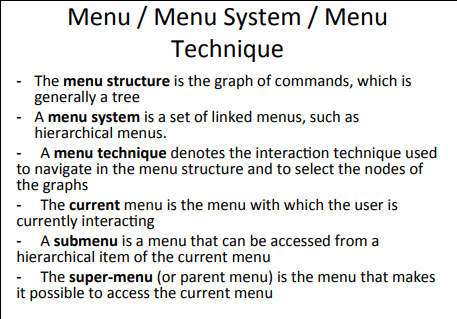 Menu / Menu System / Menu
Technique
- The menu structure is the graph of commands, which is
generally a tree
- A menu system is a set of linked menus, such as
hierarchical menus.
- A menu technique denotes the interaction technique used
to navigate in the menu structure and to select the nodes of
the graphs
- The current menu is the menu with which the user is
currently interacting
- A submenu is a menu that can be accessed from a
hierarchical item of the current menu
- The super-menu (or parent menu) is the menu that makes
it possible to access the current menu